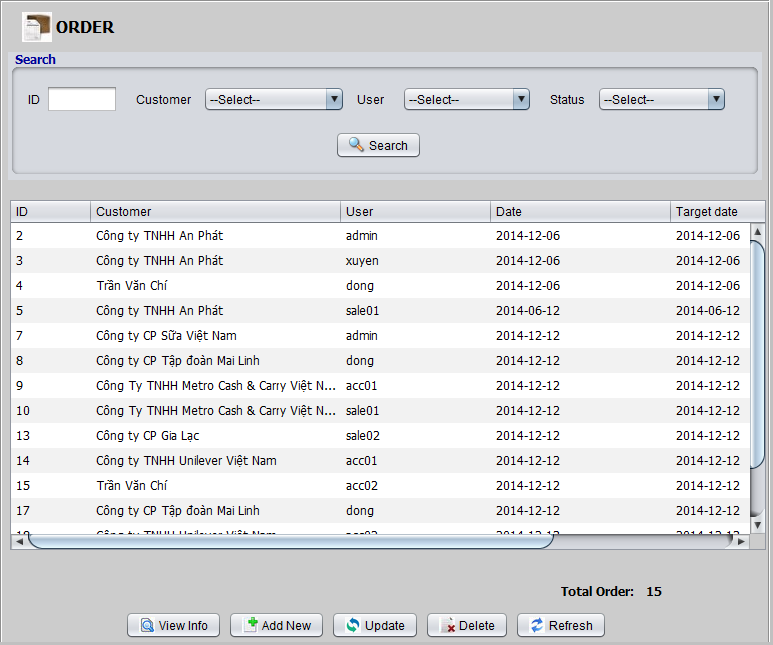 ORDER
Search
ID Customer --Select-- User --Select-- Status --Select--
Search
ID Customer User Date Target date
2 Công ty TNHH An Phát admin 2014-12-06 2014-12-06
3 Công ty TNHH An Phát xuyen 2014-12-06 2014-12-06
4 Trần Văn Chí dong 2014-12-06 2014-12-06
5 Công ty TNHH An Phát sale01 2014-06-12 2014-06-12
7 Công ty CP Sữa Việt Nam admin 2014-12-12 2014-12-12
8 Công ty CP Tập đoàn Mai Linh dong 2014-12-12 2014-12-12
9 Công Ty TNHH Metro Cash & Carry Việt N... acc01 2014-12-12 2014-12-12
10 Công Ty TNHH Metro Cash & Carry Việt N... sale01 2014-12-12 2014-12-12
13 Công ty CP Gia Lạc sale02 2014-12-12 2014-12-12
14 Công ty TNHH Unilever Việt Nam acc01 2014-12-12 2014-12-12
15 Trần Văn Chí acc02 2014-12-12 2014-12-12
17 Công ty CP Tập đoàn Mai Linh dong 2014-12-12 2014-12-12
Công ty TNHH Unilever Việt Nam 2014-12-12 2014-12-12
Total Order: 15
View Info Add New Update Delete Refresh